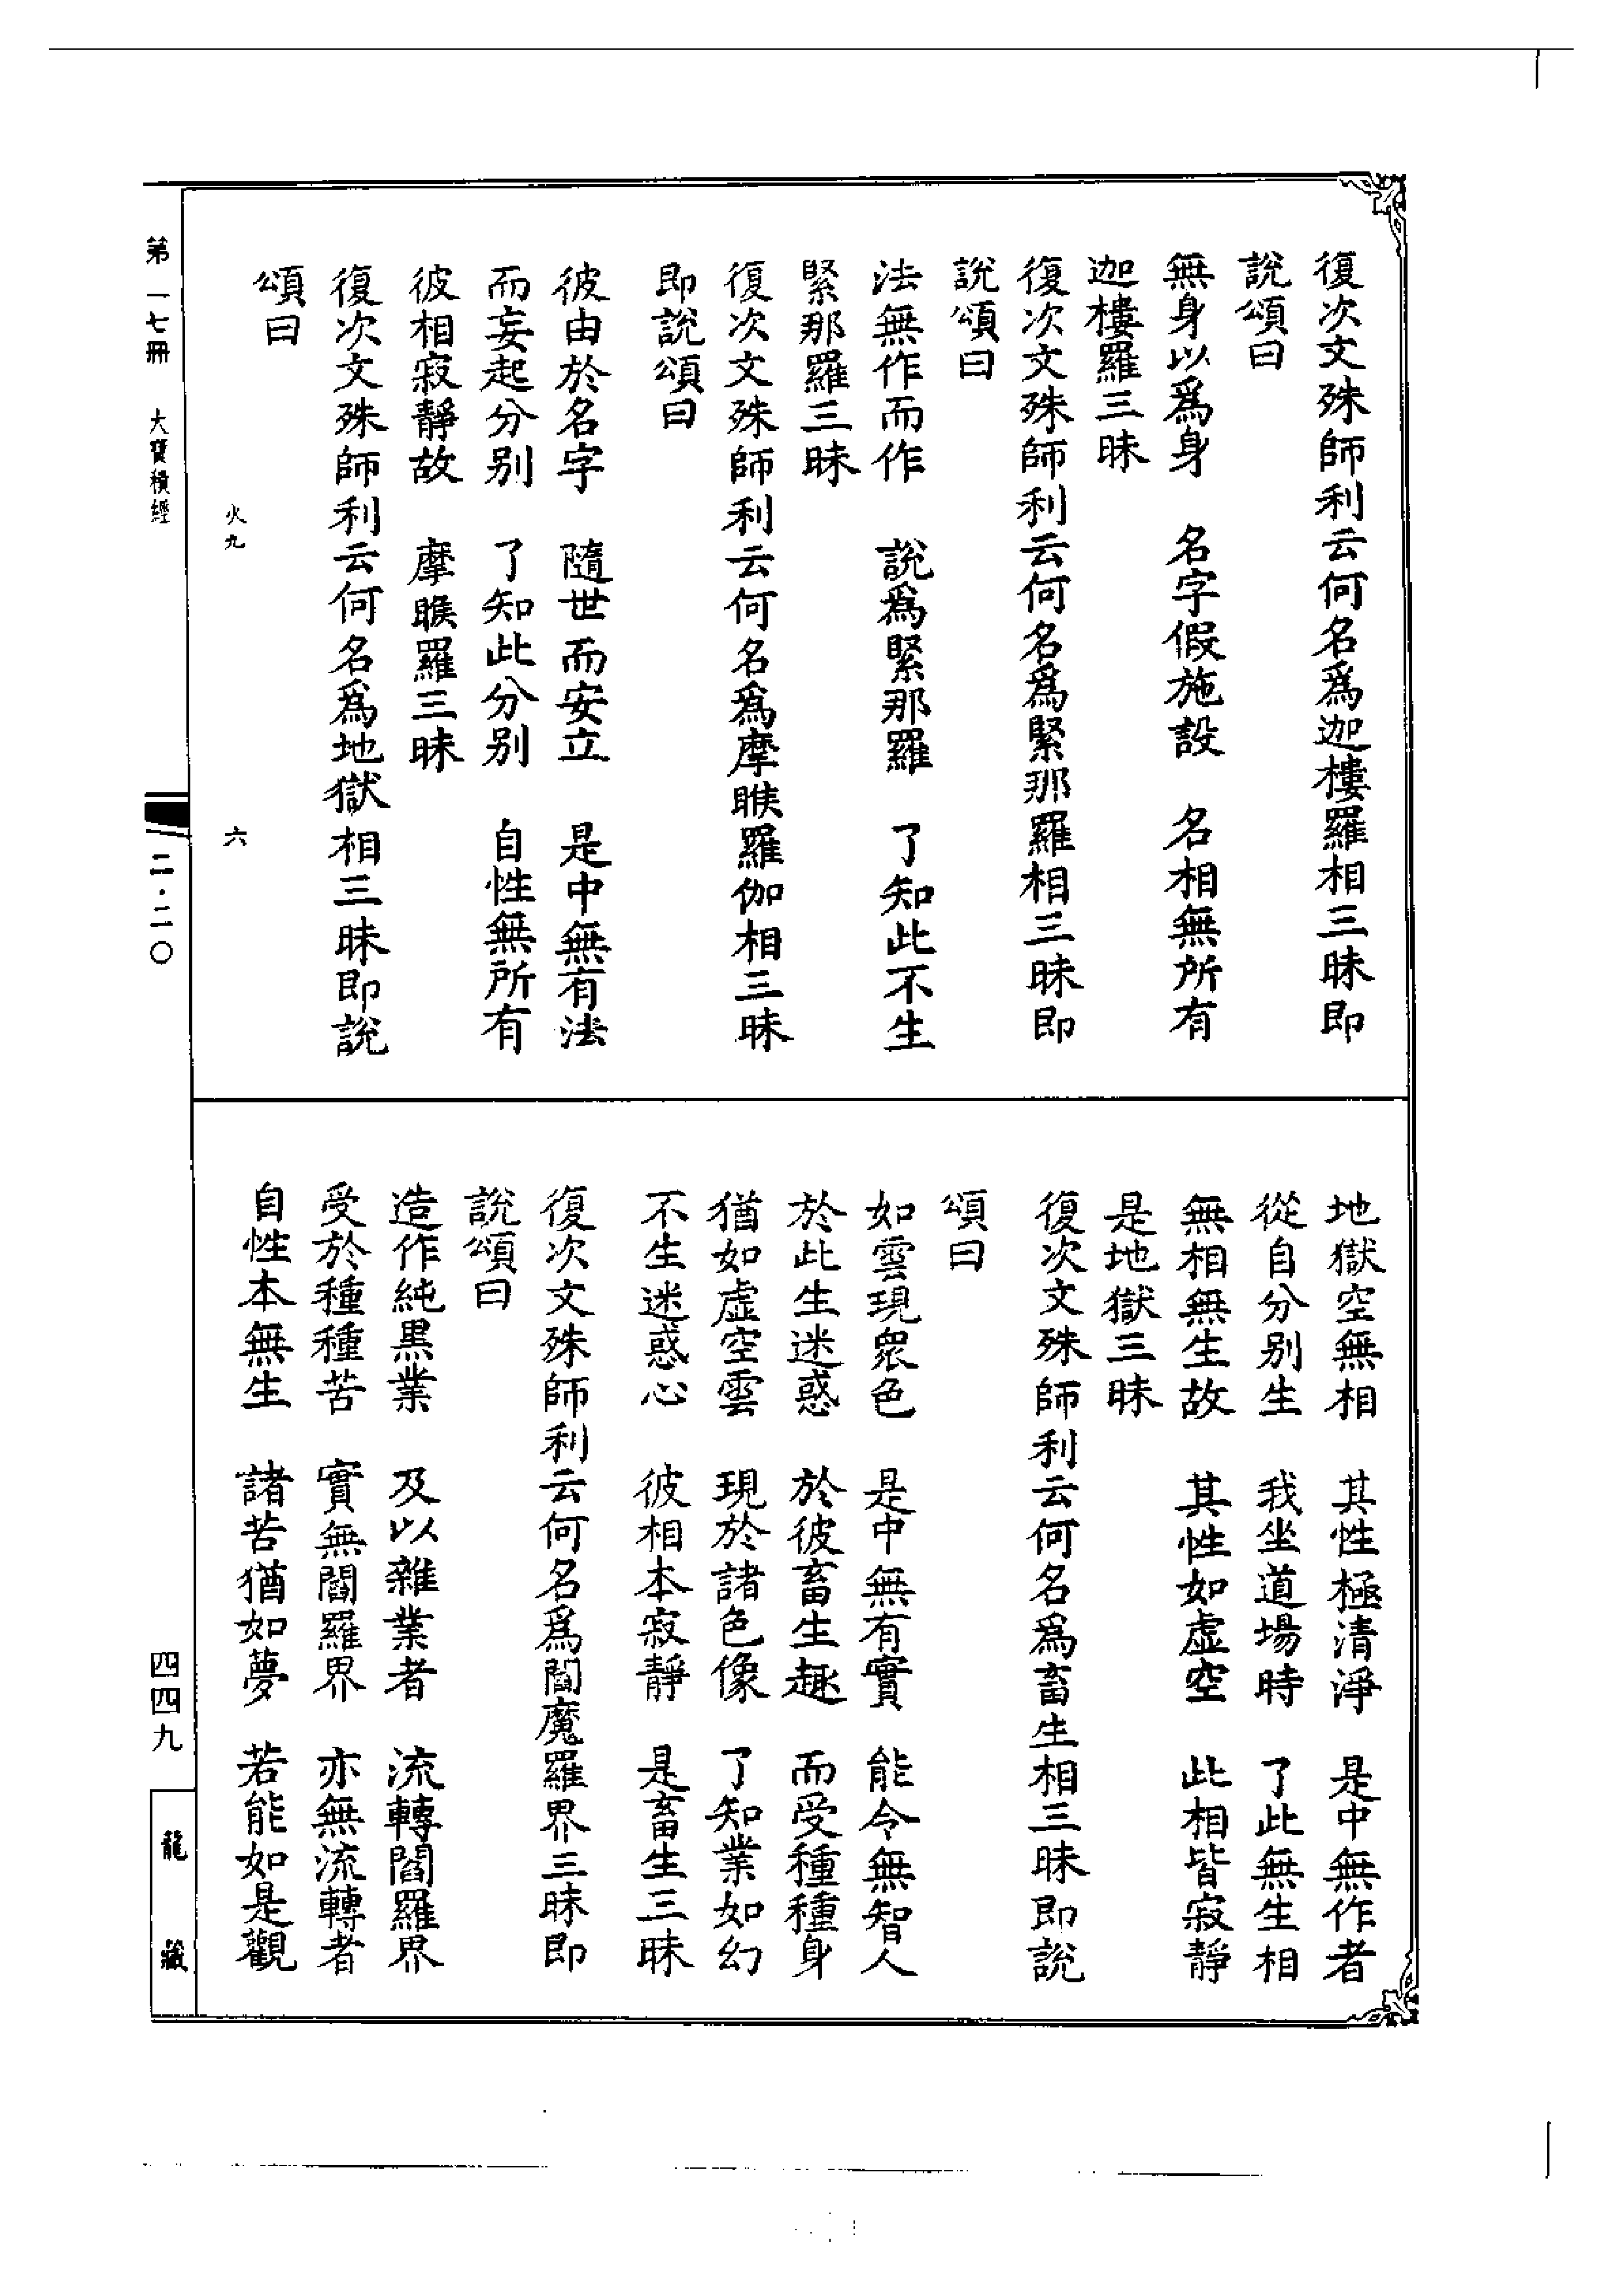 復次文殊師利云何名爲迦樓羅相三昧即
說頌曰
無身以爲身　名字假施設　名相無所有
迦樓羅三昧
復次文殊師利云何名爲緊那羅相三昧即
說頌曰
法無作而作　說爲緊那羅　了知此不生
緊那羅三昧
復次文殊師利云何名爲摩睺羅伽相三昧
即說頌曰
彼由於名字　隨世而安立　是中無有法
而妄起分別　了知此分別　自性無所有
彼相寂靜故　摩睺羅三昧
復次文殊師利云何名爲地獄相三昧即說
頌曰
火九　六
地獄空無相　其性極清淨　是中無作者
從自分別生　我坐道場時　了此無生相
無相無生故　其性如虛空　此相皆寂靜
是地獄三昧
復次文殊師利云何名爲畜生相三昧即說
頌曰
如雲現衆色　是中無有實　能令無智人
於此生迷惑　於彼畜生趣　而受種種身
猶如虛空雲　現於諸色像　了知業如幻
不生迷惑心　彼相本寂靜　是畜生三昧
復次文殊師利云何名爲閻魔羅界三昧即
說頌曰
造作純黑業　及以雜業者　流轉閻羅界
受於種種苦　實無閻羅界　亦無流轉者
自性本無生　諸苦猶如夢　若能如是觀
第一七冊　大寶積經　二·二〇　四四九　龍藏